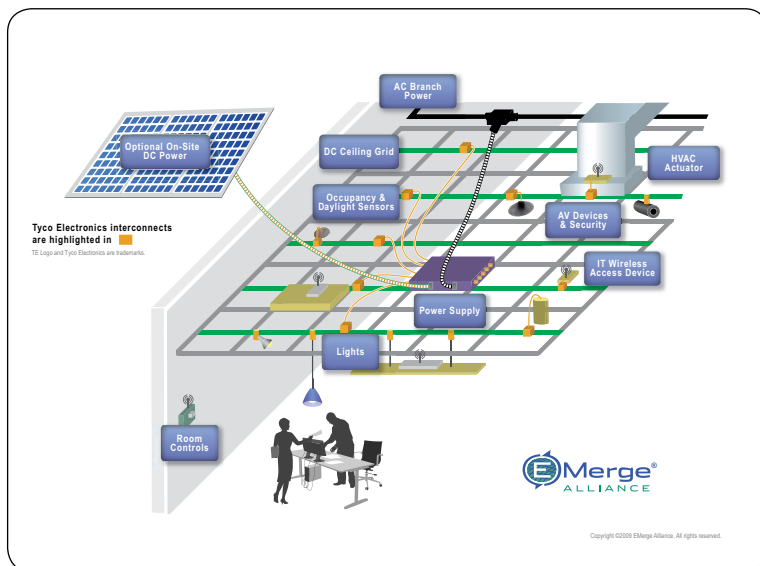 AC Branch
Power
Optional On-Site
DC Power
DC Ceiling Grid
HVAC
Actuator
Occupancy &
Daylight Sensors
AV Devices
& Security
Tyco Electronics interconnects
are highlighted in
TE Logo and Tyco Electronics are trademarks.
IT Wireless
Access Device
Power Supply
Lights
Room
Controls
EMerge®
ALLIANCE
Copyright ©2009 EMerge Alliance. All rights reserved.